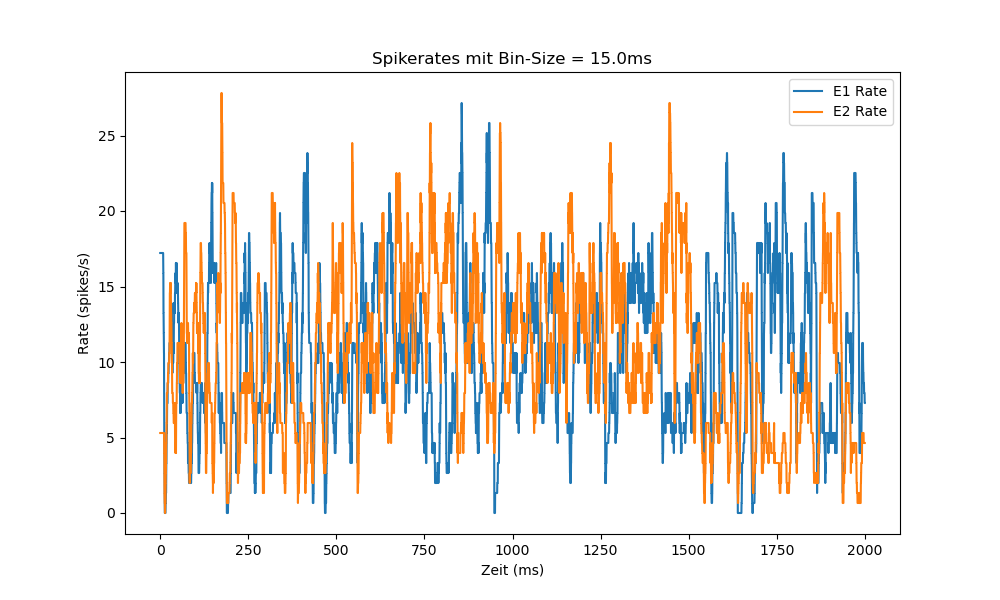 Spikerates mit Bin-Size = 15.0ms
E1 Rate
E2 Rate
Rate (spikes/s)
25
20
15
10
5
0
0 250 500 750 1000 1250 1500 1750 2000
Zeit (ms)